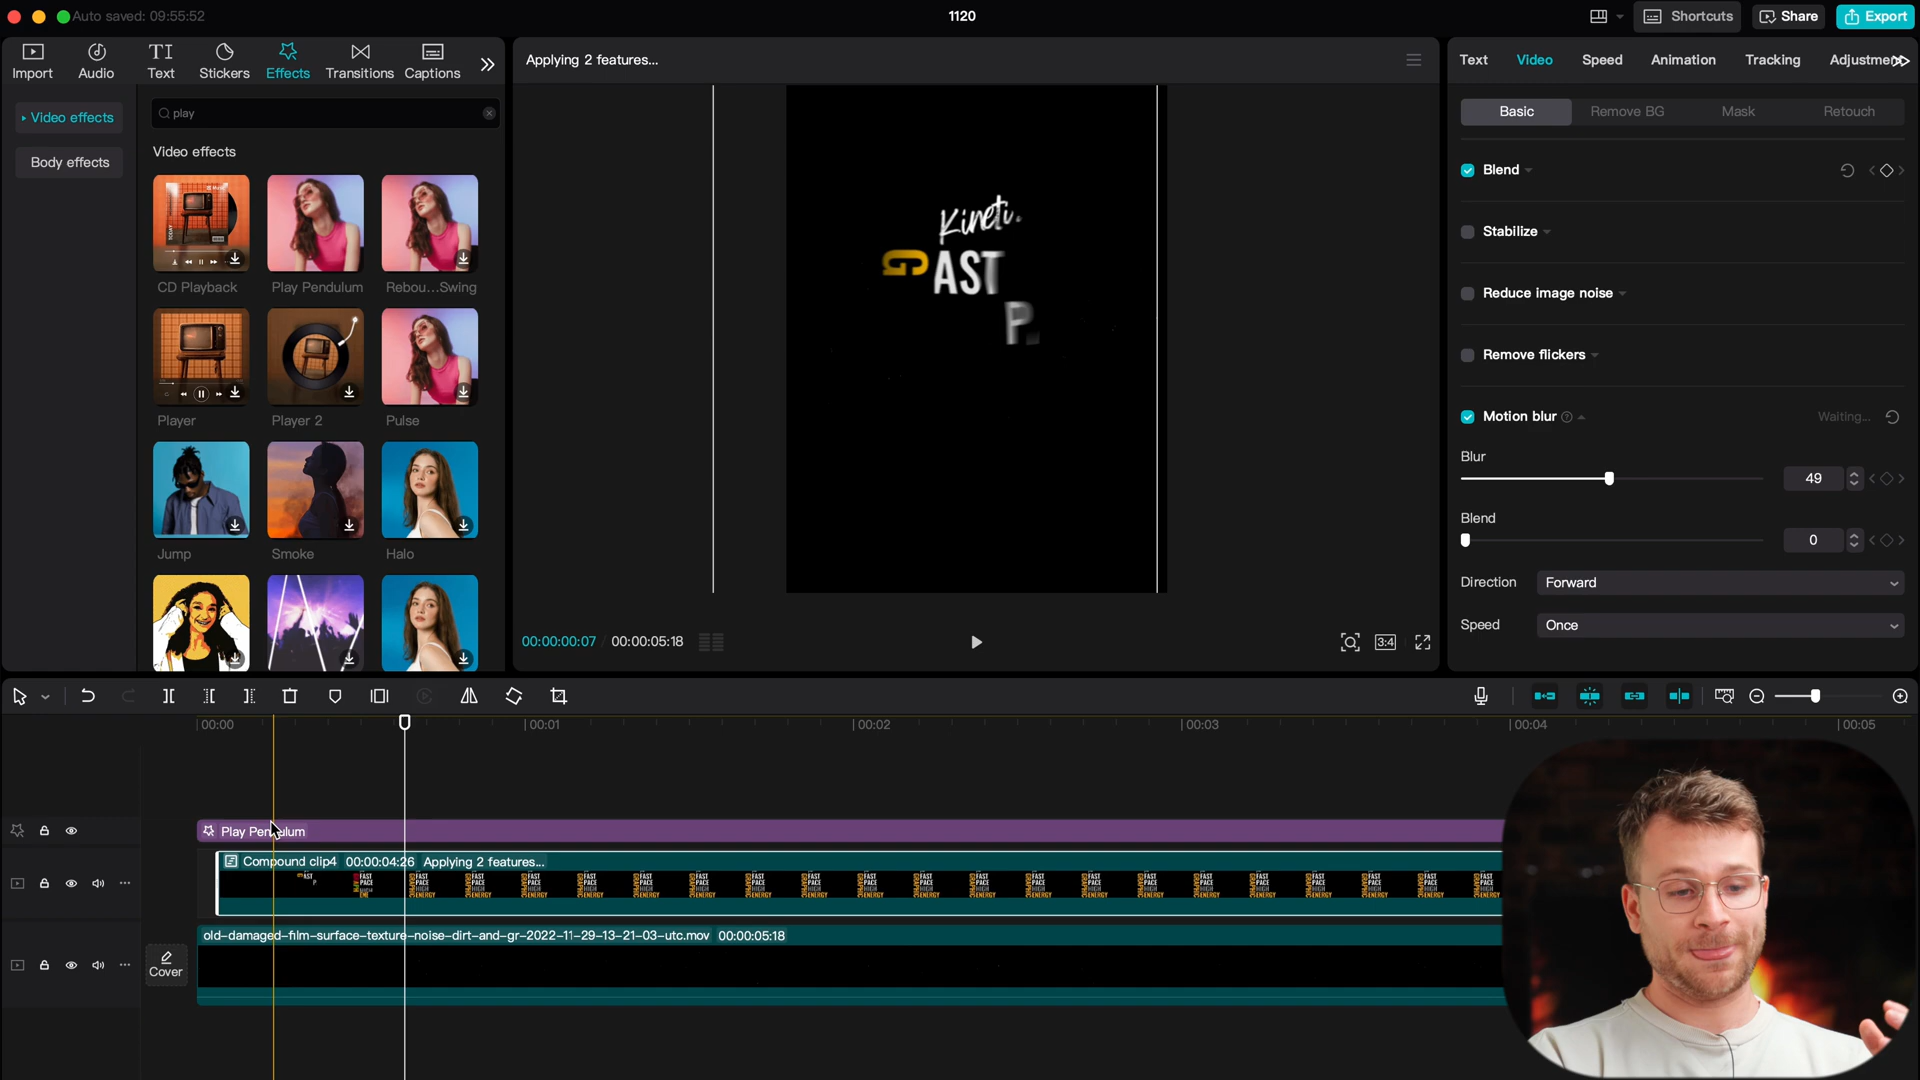 Auto saved: 09:55:52
1120
Shortcuts
Share
Export
Import
Audio
Text
Stickers
Effects
Transitions
Captions
Video effects
Body effects
play
Video effects
CD Playback
Play Pendulum
Rebou...Swing
Player
Player 2
Pulse
Jump
Smoke
Halo
Applying 2 features...
Kineti.
G AST
P.
00:00:00:07 / 00:00:05:18
3:4
Text
Video
Speed
Animation
Tracking
Adjustment
Basic
Remove BG
Mask
Retouch
Blend
Stabilize
Reduce image noise
Remove flickers
Motion blur
Waiting...
Blur
49
Blend
0
Direction
Forward
Speed
Once
00:00
00:01
00:02
00:03
00:04
00:05
Play Pendulum
Compound clip4 00:00:04:26 Applying 2 features...
old-damaged-film-surface-texture-noise-dirt-and-gr-2022-11-29-13-21-03-utc.mov 00:00:05:18
Cover